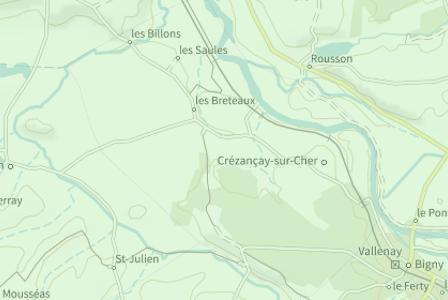 les Billons
les Saules
Rousson
les Breteaux
Crézançay-sur-Cher
n
erray
le Pon
Vallenay
Bigny
St-Julien
le Ferty
Mousséas